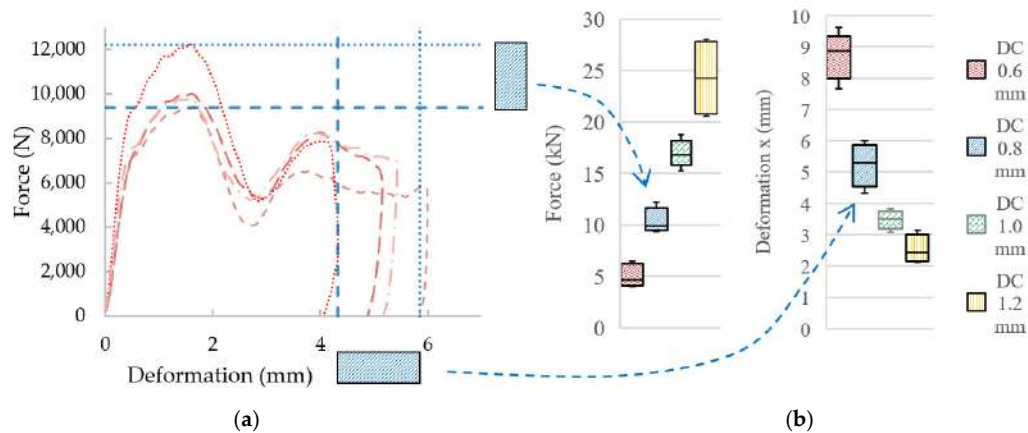 12,000
10,000
8,000
6,000
4,000
2,000
0
Force (N)
0 2 4 6
Deformation (mm)
(a)
30
25
20
15
10
5
0
Force (kN)
10
9
8
7
6
5
4
3
2
1
0
Deformation x (mm)
DC
0.6
mm
DC
0.8
mm
DC
1.0
mm
DC
1.2
mm
(b)